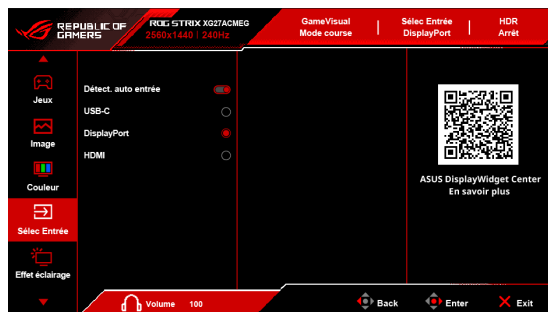 REPUBLIC OF
GAMERS
ROG STRIX XG27ACMEG
2560x1440 | 240Hz
GameVisual
Mode course
Sélec Entrée
DisplayPort
HDR
Arrêt
Jeux
Image
Couleur
Sélec Entrée
Effet éclairage
Détect. auto entrée
USB-C
DisplayPort
HDMI
ASUS DisplayWidget Center
En savoir plus
Volume 100
Back
Enter
Exit